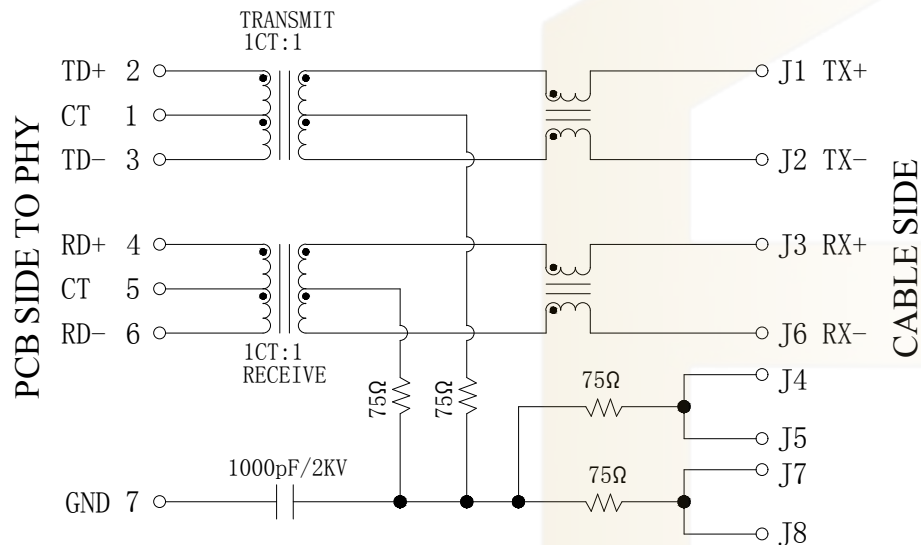 TRANSMIT
1CT:1
TD+ 2
J1 TX+
CT 1
TD- 3
J2 TX-
RD+ 4
J3 RX+
CT 5
RD- 6
J6 RX-
1CT:1
RECEIVE
PCB SIDE TO PHY
CABLE SIDE
75Ω
75Ω
75Ω
J4
J5
1000pF/2KV
75Ω
J7
GND 7
J8